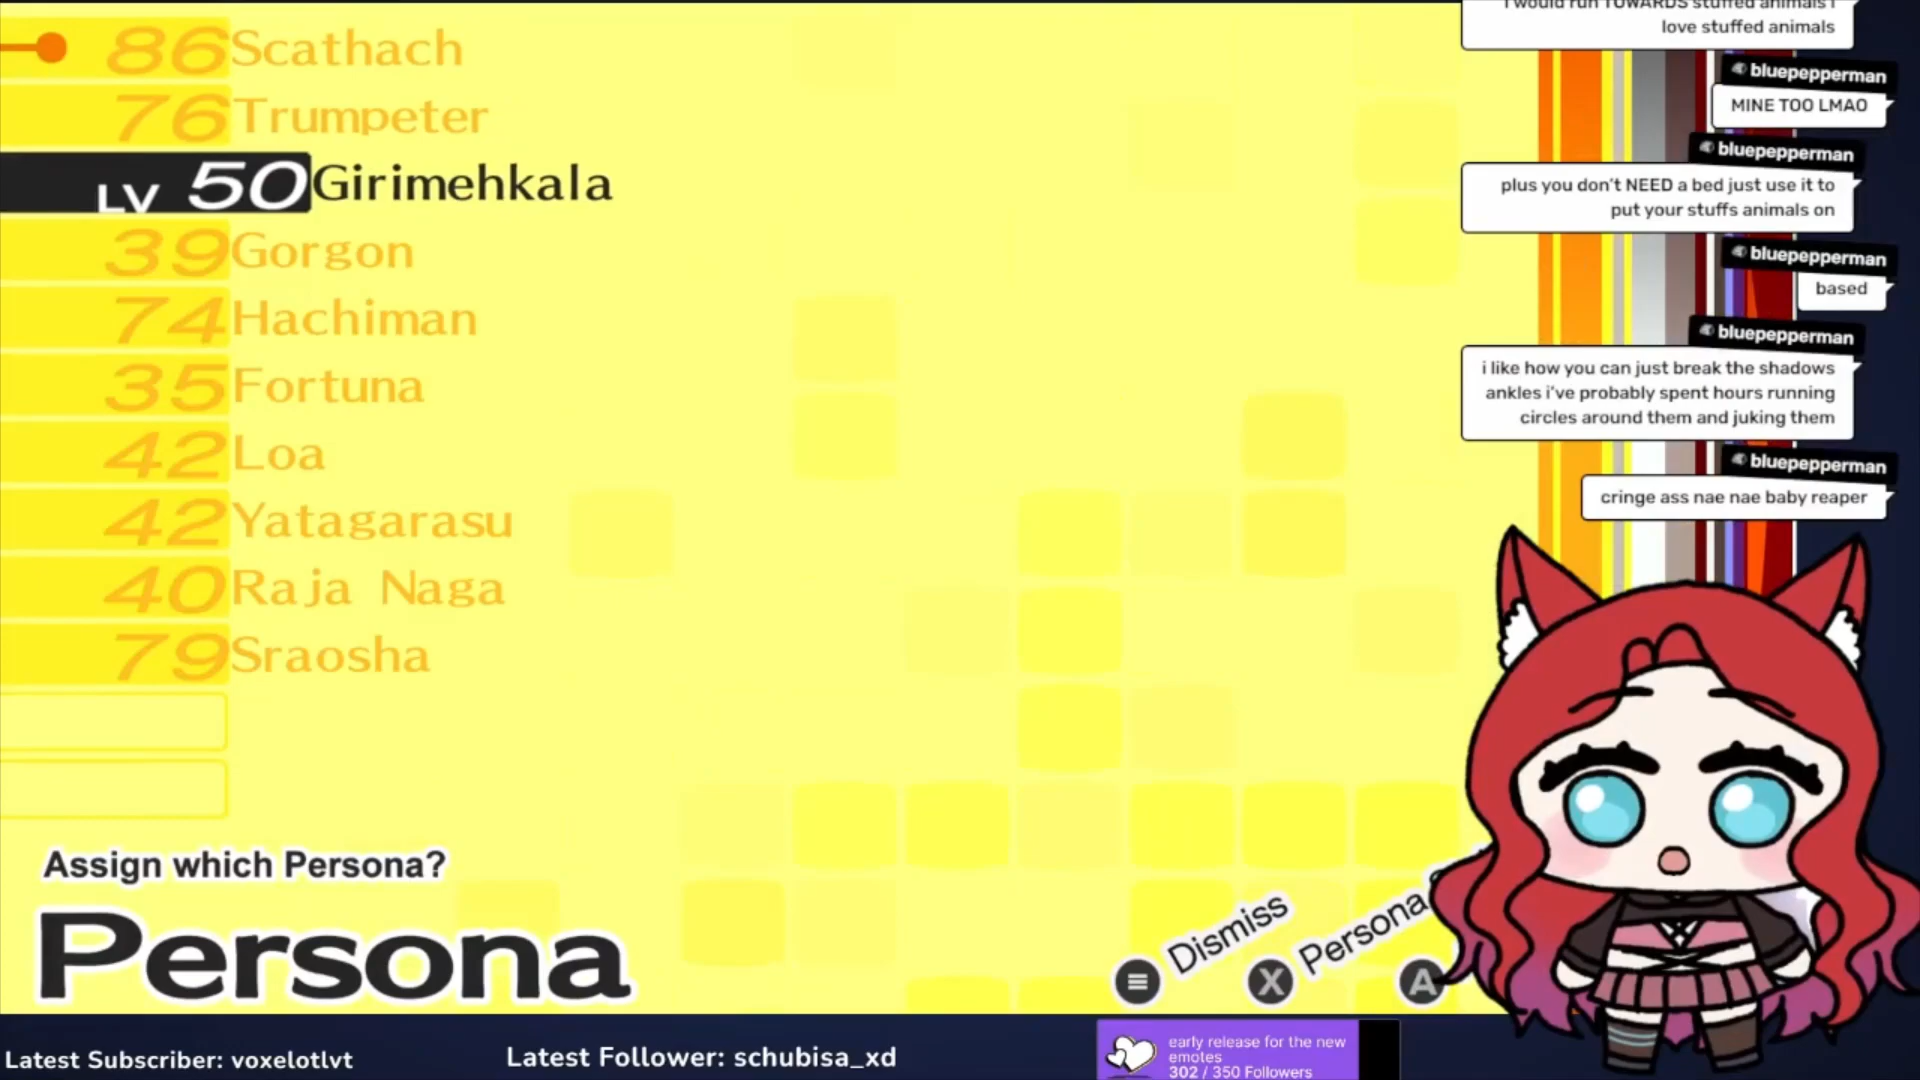 86 Scathach
76 Trumpeter
LV 50 Girimehkala
39 Gorgon
74 Hachiman
35 Fortuna
42 Loa
42 Yatagarasu
40 Raja Naga
79 Sraosha
Assign which Persona?
Persona
Dismiss
X Persona
A
I would run TOWARDS stuffed animals I
love stuffed animals
bluepepperman
MINE TOO LMAO
bluepepperman
plus you don't NEED a bed just use it to
put your stuffs animals on
bluepepperman
based
bluepepperman
i like how you can just break the shadows
ankles i've probably spent hours running
circles around them and juking them
bluepepperman
cringe ass nae nae baby reaper
Latest Subscriber: voxelotlvt
Latest Follower: schubisa_xd
early release for the new
emotes
302 / 350 Followers